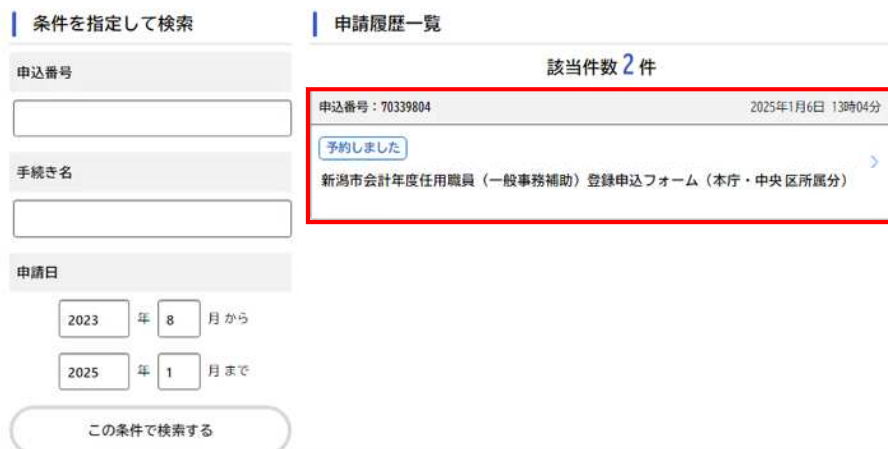 条件を指定して検索
申込番号
手続き名
申請日
2023 年 8 月から
2025 年 1 月まで
この条件で検索する
申請履歴一覧
該当件数 2 件
申込番号：70339804 2025年1月6日 13時04分
予約しました
新潟市会計年度任用職員（一般事務補助）登録申込フォーム（本庁・中央区所属分）